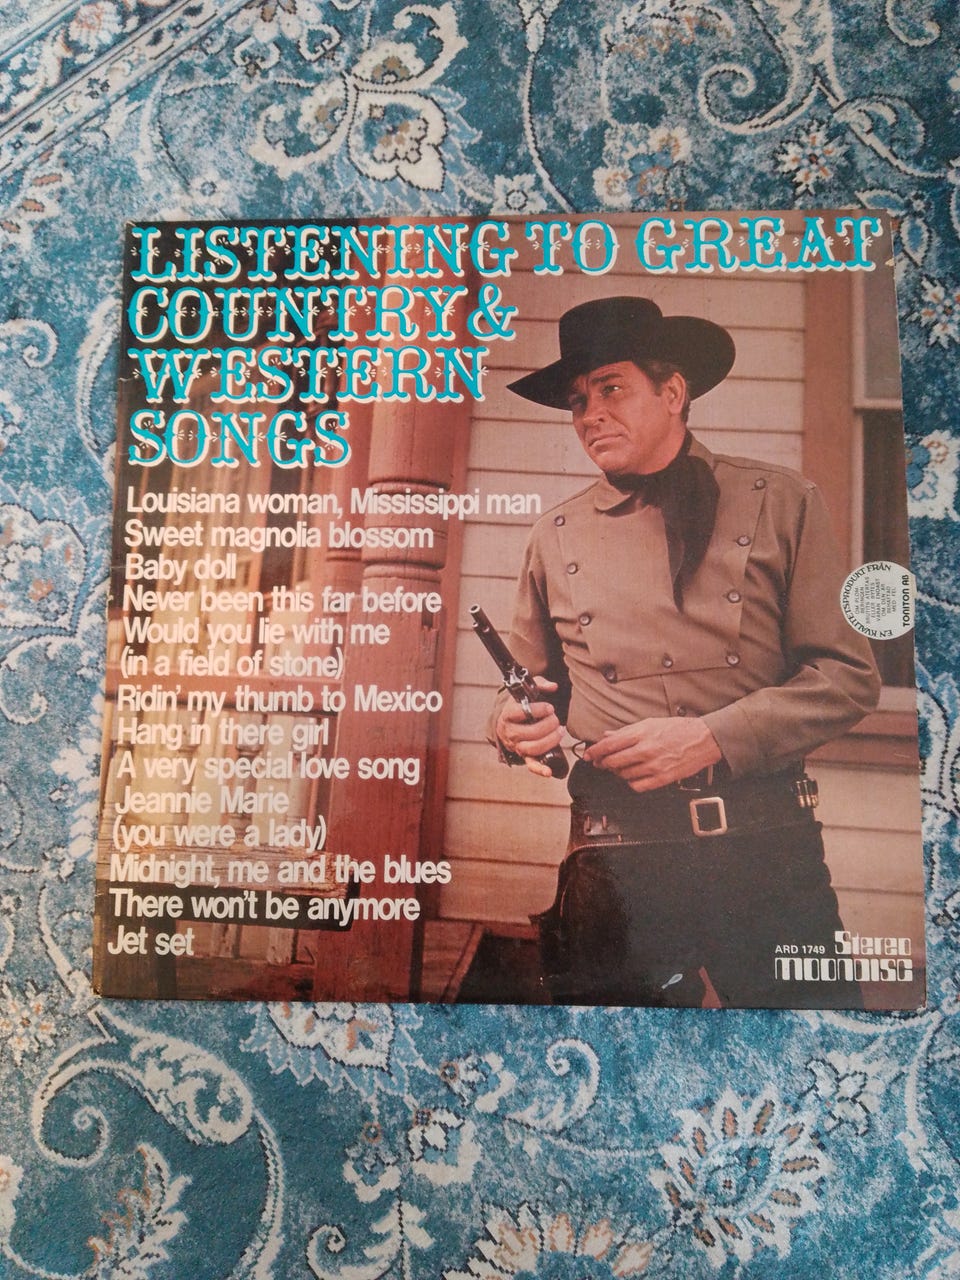 LISTENING TO GREAT
COUNTRY &
WESTERN
SONGS
Louisiana woman, Mississippi man
Sweet magnolia blossom
Baby doll
Never been this far before
Would you lie with me
(in a field of stone)
Ridin' my thumb to Mexico
Hang in there girl
A very special love song
Jeannie Marie
(you were a lady)
Midnight, me and the blues
There won't be anymore
Jet set
EN KVALITETSPRODUKT FRÅN
TONITON AB
ARD 1749 Stereo
MOONDISC